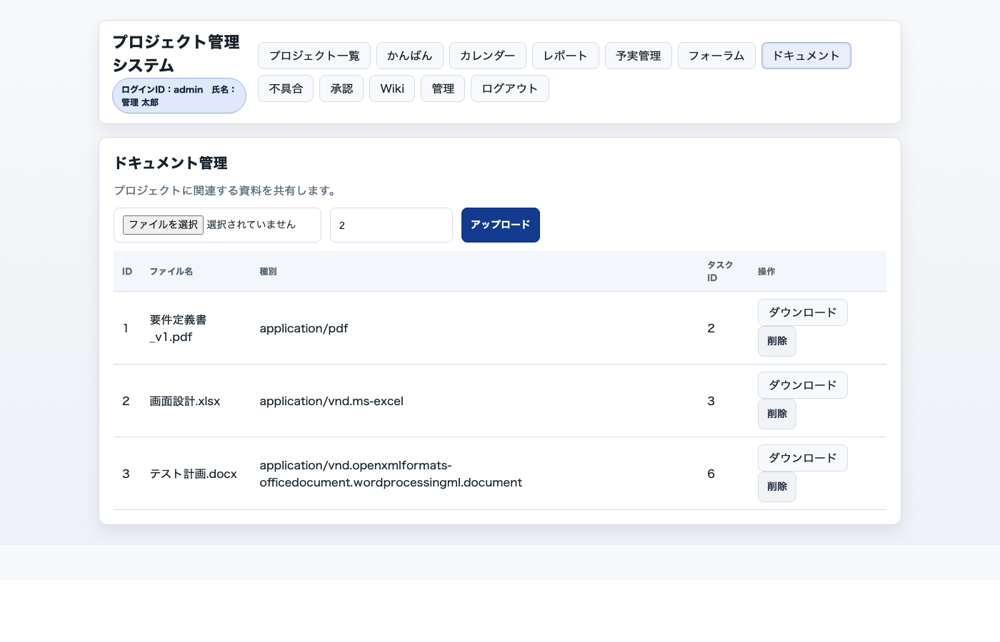 プロジェクト管理
システム
ログインID：admin 氏名：
管理 太郎
プロジェクト一覧 かんばん カレンダー レポート 予実管理 フォーラム ドキュメント
不具合 承認 Wiki 管理 ログアウト
ドキュメント管理
プロジェクトに関連する資料を共有します。
ファイルを選択 選択されていません 2 アップロード
ID ファイル名 種別 タスク
ID 操作
1 要件定義書
_v1.pdf application/pdf 2 ダウンロード
削除
2 画面設計.xlsx application/vnd.ms-excel 3 ダウンロード
削除
3 テスト計画.docx application/vnd.openxmlformats-
officedocument.wordprocessingml.document 6 ダウンロード
削除